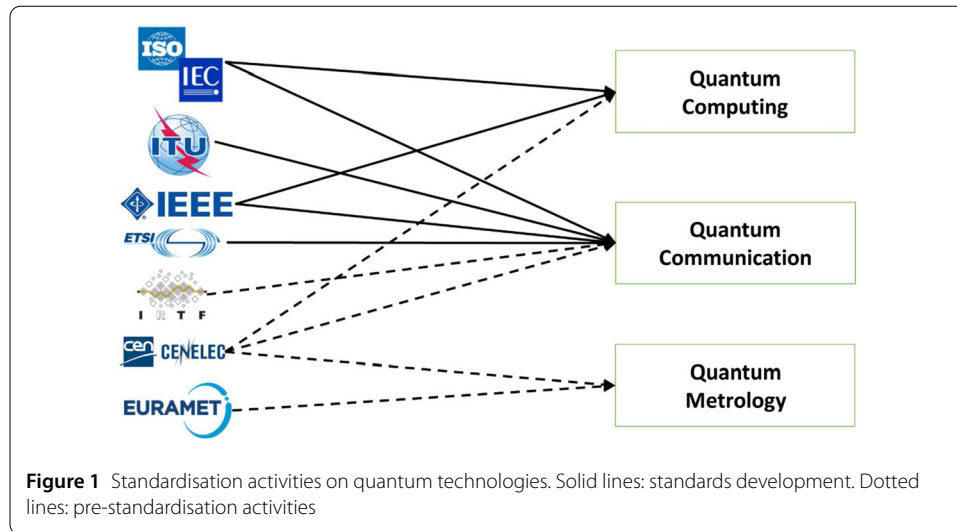 ISO
IEC
ITU
IEEE
ETSI
I R T F
cen CENELEC
EURAMET
Quantum
Computing
Quantum
Communication
Quantum
Metrology
Figure 1 Standardisation activities on quantum technologies. Solid lines: standards development. Dotted
lines: pre-standardisation activities